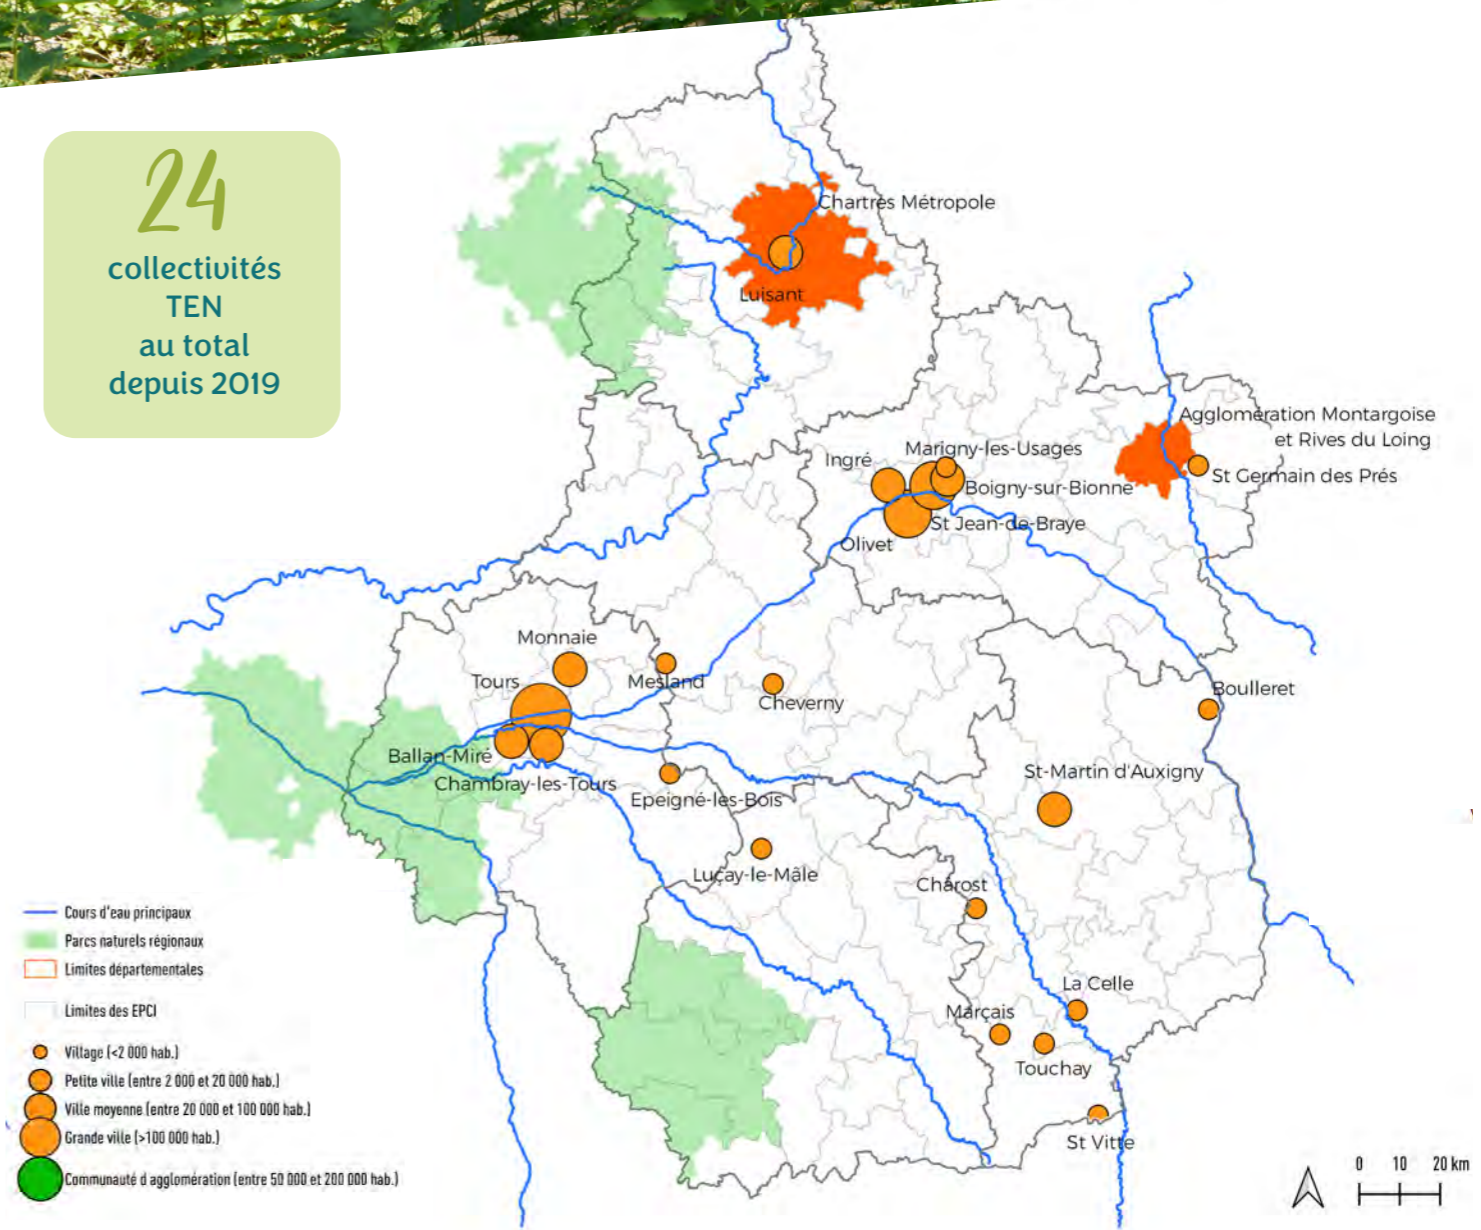 24
collectivités
TEN
au total
depuis 2019
Chartres Métropole
Luisant
Agglomération Montargoise
et Rives du Loing
St Germain des Prés
Marigny-les-Usages
Ingré
Boigny-sur-Bionne
St Jean-de-Braye
Olivet
Monnaie
Tours
Mesland
Cheverny
Boulleret
Ballan-Miré
Chambray-les-Tours
Epeigné-les-Bois
St-Martin d'Auxigny
Luçay-le-Mâle
Chârost
La Celle
Marçais
Touchay
St Vitte
Cours d'eau principaux
Parcs naturels régionaux
Limites départementales
Limites des EPCI
Village (<2 000 hab.)
Petite ville (entre 2 000 et 20 000 hab.)
Ville moyenne (entre 20 000 et 100 000 hab.)
Grande ville (>100 000 hab.)
Communauté d agglomération (entre 50 000 et 200 000 hab.)
0 10 20 km